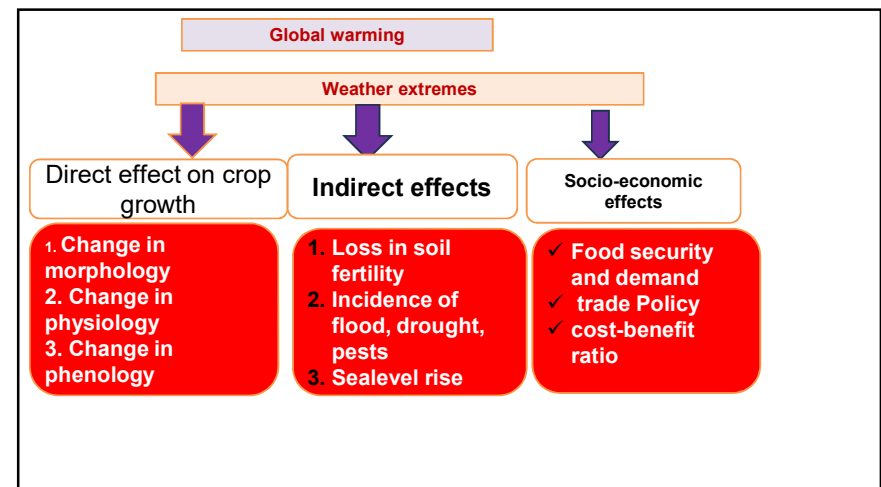 Global warming
Weather extremes
Direct effect on crop
growth
1. Change in
morphology
2. Change in
physiology
3. Change in
phenology
Indirect effects
1. Loss in soil
fertility
2. Incidence of
flood, drought,
pests
3. Sealevel rise
Socio-economic
effects
✓ Food security
and demand
✓ trade Policy
✓ cost-benefit
ratio